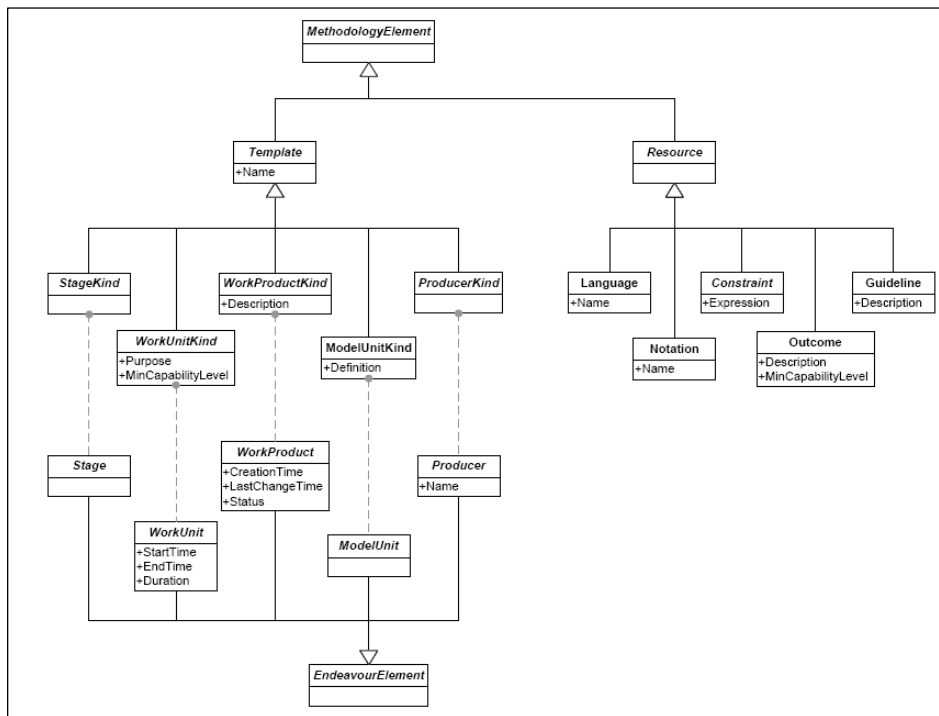 MethodologyElement
Template
+Name
Resource
StageKind
WorkProductKind
+Description
ProducerKind
Language
+Name
Constraint
+Expression
Guideline
+Description
WorkUnitKind
+Purpose
+MinCapabilityLevel
ModelUnitKind
+Definition
Notation
+Name
Outcome
+Description
+MinCapabilityLevel
Stage
WorkProduct
+CreationTime
+LastChangeTime
+Status
Producer
+Name
WorkUnit
+StartTime
+EndTime
+Duration
ModelUnit
EndeavourElement